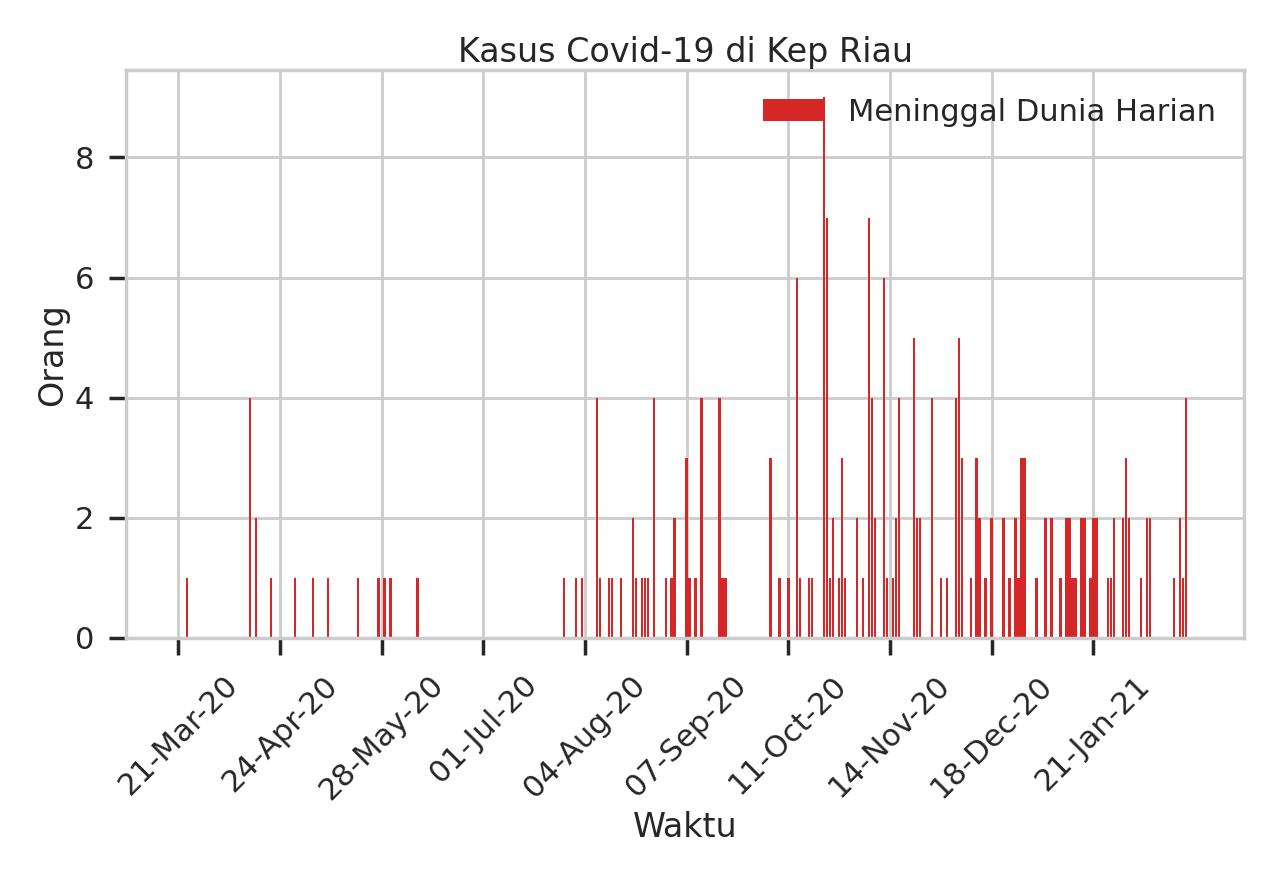 Kasus Covid-19 di Kep Riau
Meninggal Dunia Harian
Orang
8
6
4
2
0
21-Mar-20
24-Apr-20
28-May-20
01-Jul-20
04-Aug-20
07-Sep-20
11-Oct-20
14-Nov-20
18-Dec-20
21-Jan-21
Waktu